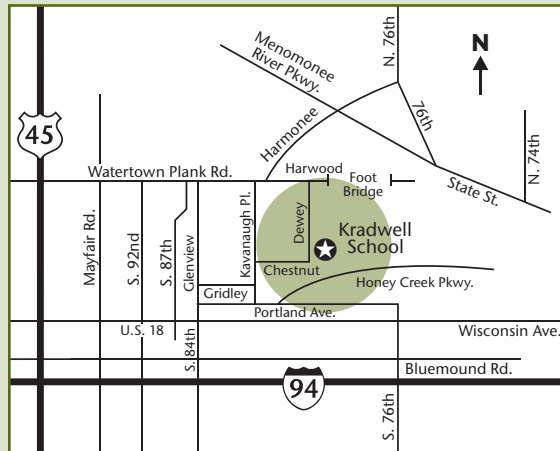 N. 76th
N
Menomonee
River Pkwy.
45
Harmonee
76th
N. 74th
Watertown Plank Rd.
Harwood
Foot
Bridge
State St.
Mayfair Rd.
S. 92nd
S. 87th
Glenview
Kavanaugh Pl.
Dewey
Kradwell
School
Chestnut
Honey Creek Pkwy.
Gridley
Portland Ave.
U.S. 18
Wisconsin Ave.
S. 84th
Bluemound Rd.
94
S. 76th